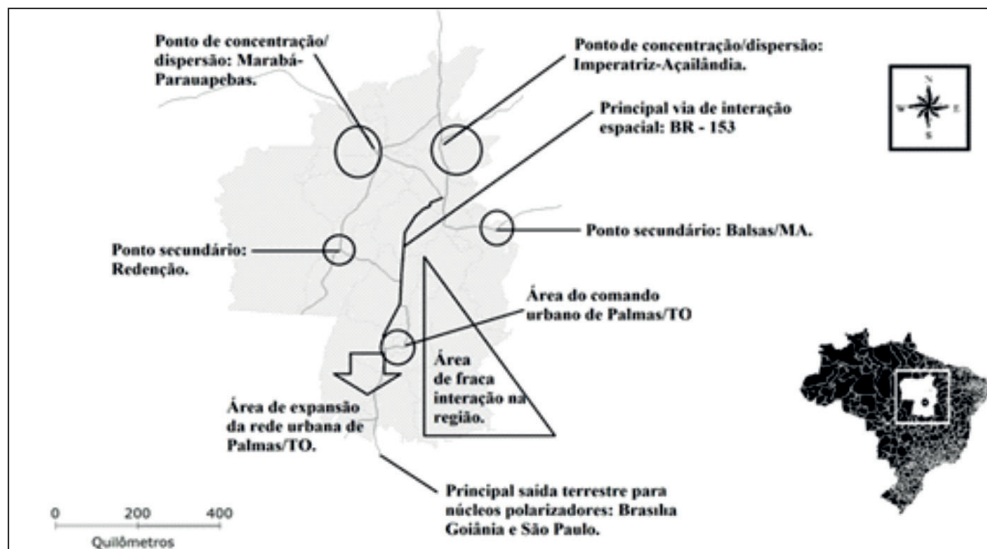 Ponto de concentração/
dispersão: Marabá-
Parauapebas.
Ponto de concentração/dispersão:
Imperatriz-Açailândia.
Principal via de interação
espacial: BR - 153
N
W
E
S
Ponto secundário:
Redenção.
Ponto secundário: Balsas/MA.
Área do comando
urbano de Palmas/TO
Área
de fraca
interação na
região.
Área de expansão
da rede urbana de
Palmas/TO.
Principal saída terrestre para
núcleos polarizadores: Brasília
Goiânia e São Paulo.
0 200 400
Quilômetros